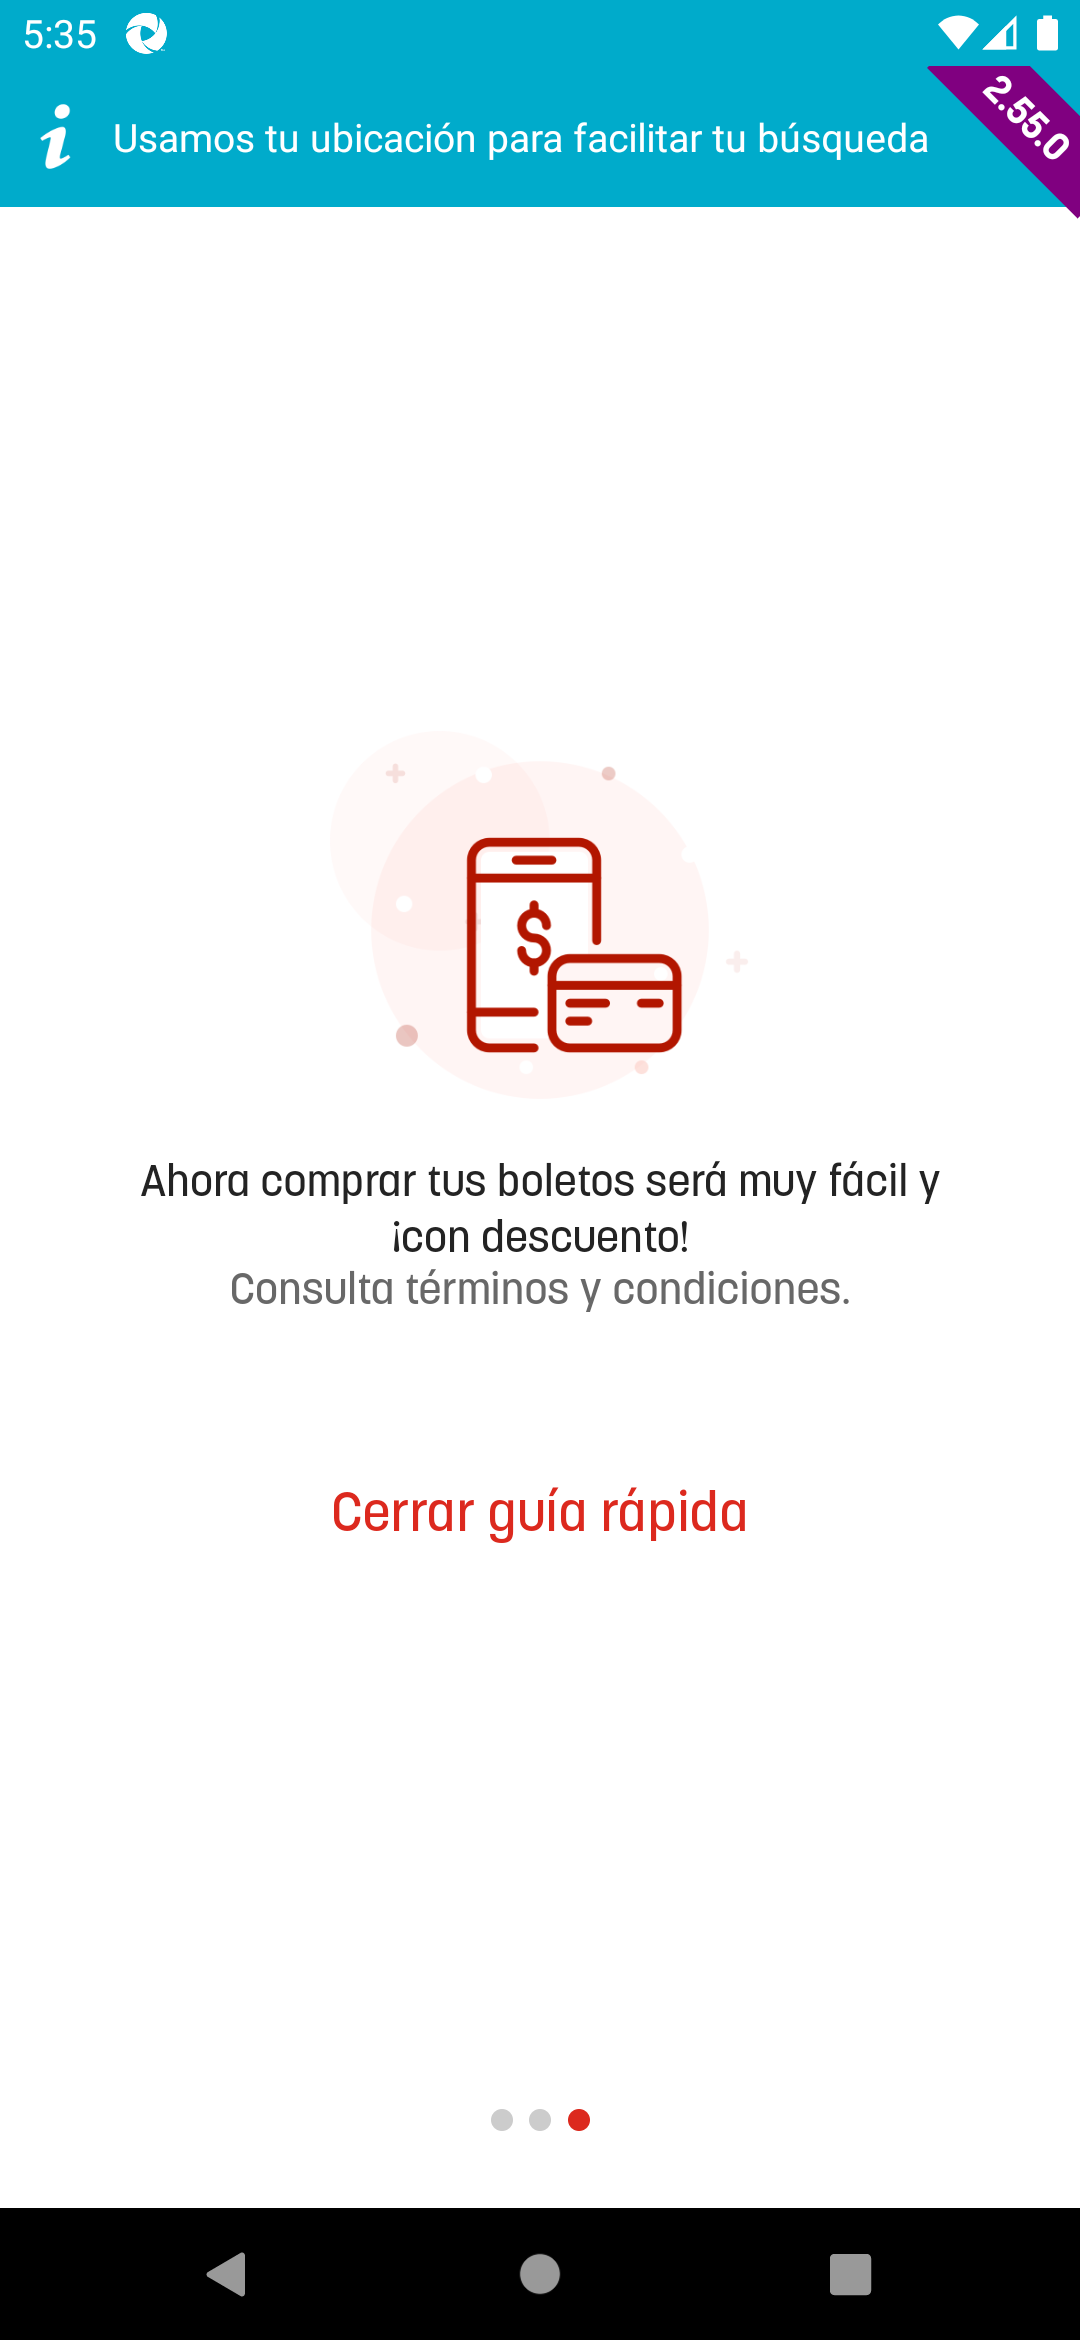 5:35
Usamos tu ubicación para facilitar tu búsqueda
2.55.0
$
Ahora comprar tus boletos será muy fácil y
¡con descuento!
Consulta términos y condiciones.
Cerrar guía rápida